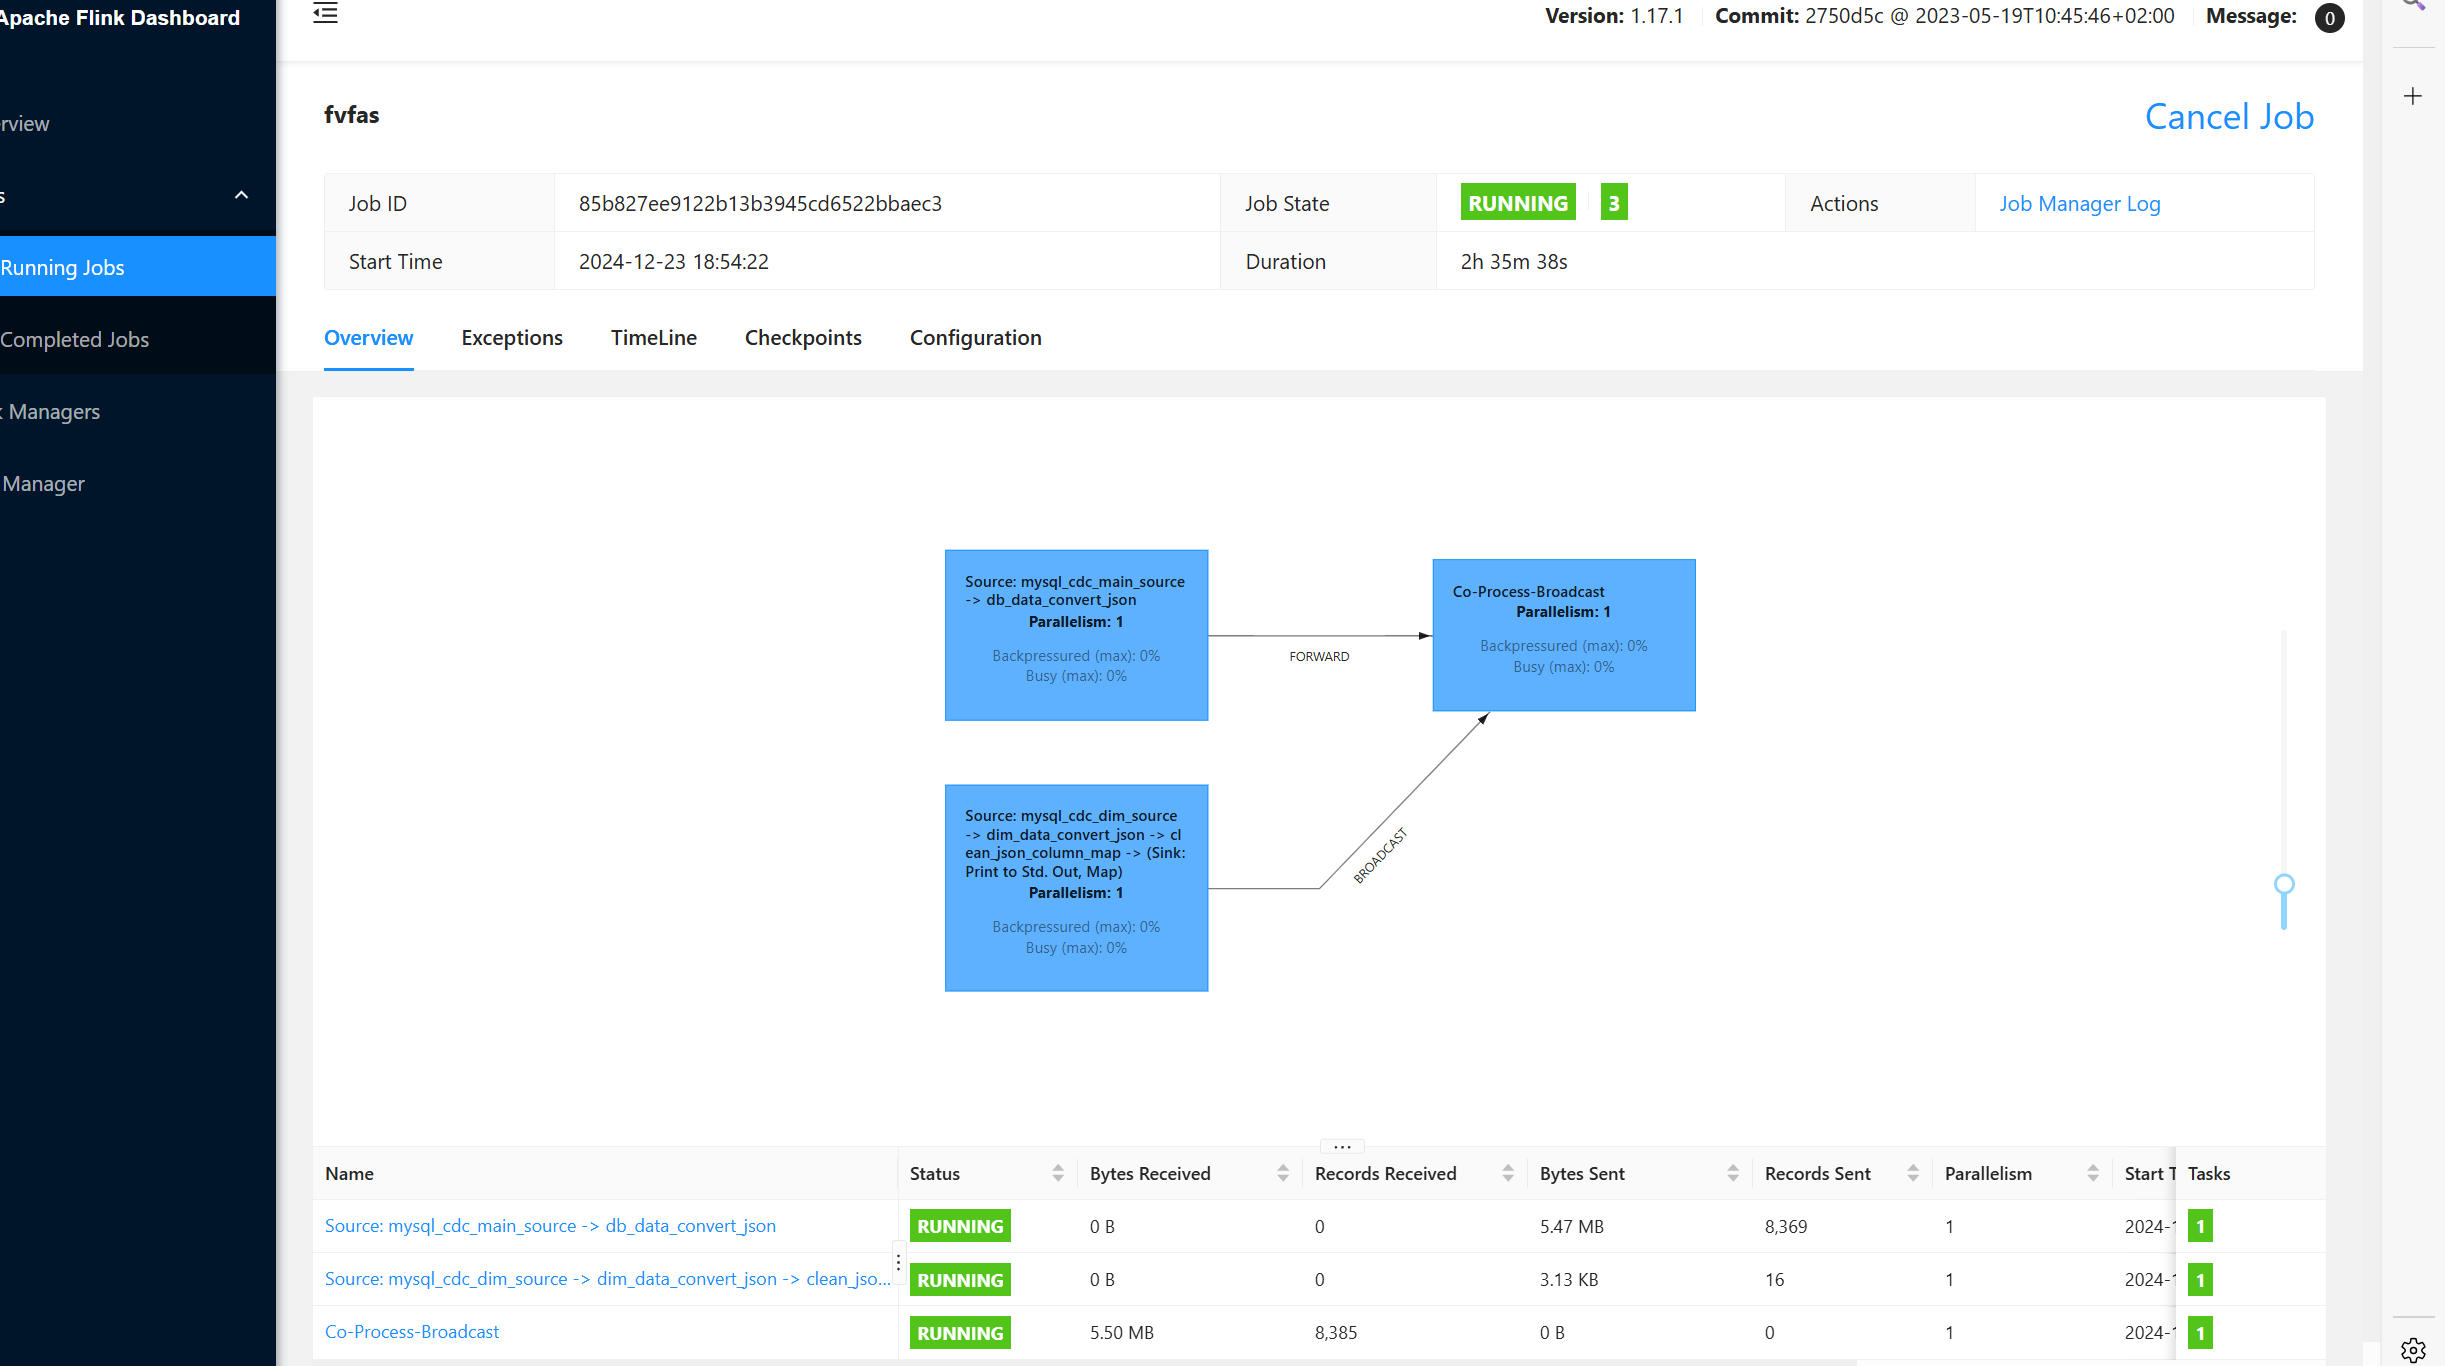 Apache Flink Dashboard
Version: 1.17.1 Commit: 2750d5c @ 2023-05-19T10:45:46+02:00 Message: 0
rview
s
Running Jobs
Completed Jobs
k Managers
Manager
fvfas
Cancel Job
Job ID 85b827ee9122b13b3945cd6522bbaec3 Job State RUNNING 3 Actions Job Manager Log
Start Time 2024-12-23 18:54:22 Duration 2h 35m 38s
Overview Exceptions TimeLine Checkpoints Configuration
Source: mysql_cdc_main_source
-> db_data_convert_json
Parallelism: 1
Backpressured (max): 0%
Busy (max): 0%
FORWARD
Co-Process-Broadcast
Parallelism: 1
Backpressured (max): 0%
Busy (max): 0%
Source: mysql_cdc_dim_source
-> dim_data_convert_json -> cl
ean_json_column_map -> (Sink:
Print to Std. Out, Map)
Parallelism: 1
Backpressured (max): 0%
Busy (max): 0%
BROADCAST
Name Status Bytes Received Records Received Bytes Sent Records Sent Parallelism Start T Tasks
Source: mysql_cdc_main_source -> db_data_convert_json RUNNING 0 B 0 5.47 MB 8,369 1 2024-1 1
Source: mysql_cdc_dim_source -> dim_data_convert_json -> clean_jso... RUNNING 0 B 0 3.13 KB 16 1 2024-1 1
Co-Process-Broadcast RUNNING 5.50 MB 8,385 0 B 0 1 2024-1 1